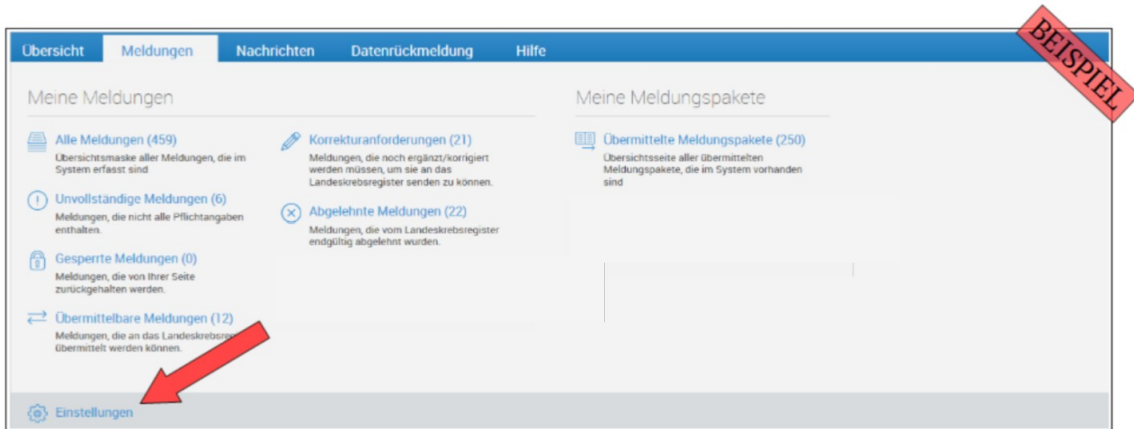 BEISPIEL
Übersicht Meldungen Nachrichten Datenrückmeldung Hilfe
Meine Meldungen
Alle Meldungen (459)
Übersichtsmaske aller Meldungen, die im
System erfasst sind
Unvollständige Meldungen (6)
Meldungen, die nicht alle Pflichtangaben
enthalten.
Gesperrte Meldungen (0)
Meldungen, die von Ihrer Seite
zurückgehalten werden.
Übermittelbare Meldungen (12)
Meldungen, die an das
übermittelt werden können.
Korrekturanforderungen (21)
Meldungen, die noch ergänzt/korrigiert
werden müssen, um sie an das
Landeskrebsregister senden zu können.
Abgelehnte Meldungen (22)
Meldungen, die vom Landeskrebsregister
endgültig abgelehnt wurden.
Meine Meldungspakete
Übermittelte Meldungspakete (250)
Übersichtsseite aller übermittelten
Meldungspakete, die im System vorhanden
sind
Einstellungen